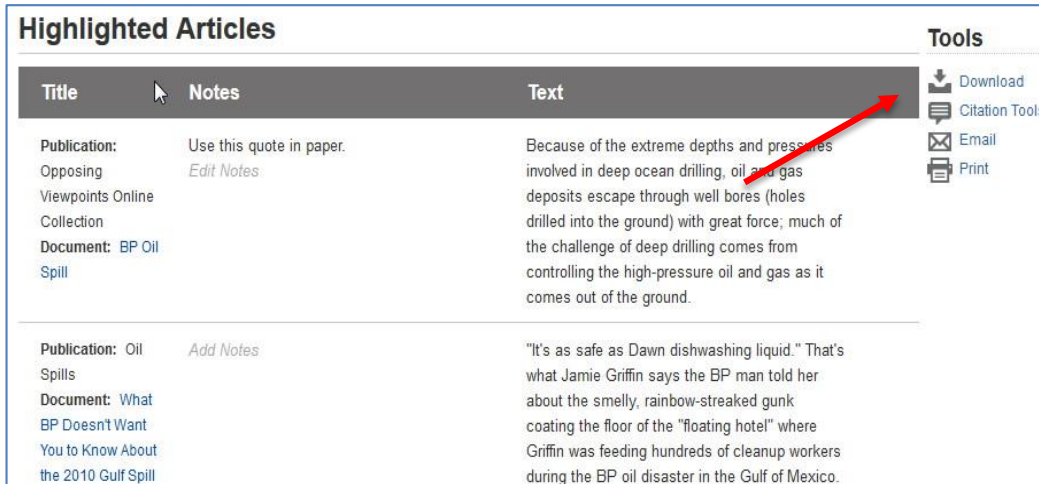 Highlighted Articles
Title
Notes
Text
Publication:
Opposing
Viewpoints Online
Collection
Document: BP Oil
Spill
Use this quote in paper.
Edit Notes
Because of the extreme depths and pressures
involved in deep ocean drilling, oil and gas
deposits escape through well bores (holes
drilled into the ground) with great force; much of
the challenge of deep drilling comes from
controlling the high-pressure oil and gas as it
comes out of the ground.
Publication: Oil
Spills
Document: What
BP Doesn't Want
You to Know About
the 2010 Gulf Spill
Add Notes
"It's as safe as Dawn dishwashing liquid." That's
what Jamie Griffin says the BP man told her
about the smelly, rainbow-streaked gunk
coating the floor of the "floating hotel" where
Griffin was feeding hundreds of cleanup workers
during the BP oil disaster in the Gulf of Mexico.
Tools
Download
Citation Tools
Email
Print